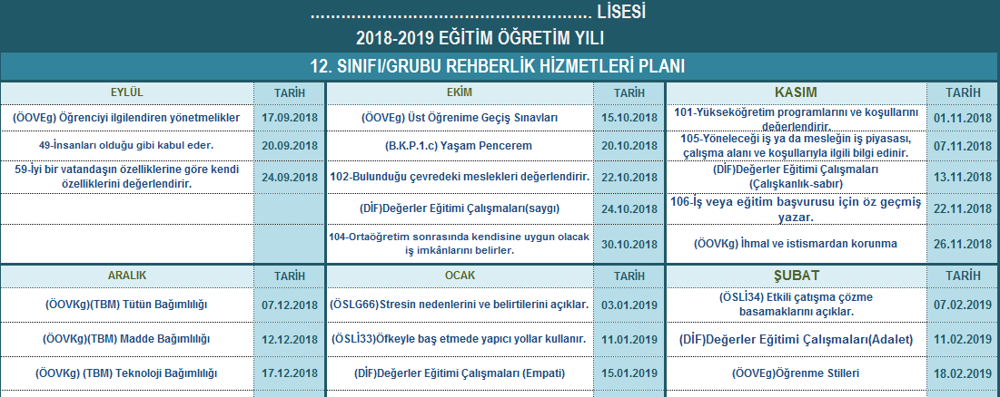 ……………………………………………… LİSESİ
2018-2019 EĞİTİM ÖĞRETİM YILI
12. SINIFI/GRUBU REHBERLİK HİZMETLERİ PLANI
EYLÜL TARİH EKİM TARİH KASIM TARİH
(ÖOVEg) Öğrenciyi ilgilendiren yönetmelikler 17.09.2018 (ÖOVEg) Üst Öğrenime Geçiş Sınavları 15.10.2018 101-Yükseköğretim programlarını ve koşullarını
değerlendirir. 01.11.2018
49-İnsanları olduğu gibi kabul eder. 20.09.2018 (B.K.P.1.c) Yaşam Pencerem 20.10.2018 105-Yöneleceği iş ya da mesleğin iş piyasası,
çalışma alanı ve koşullarıyla ilgili bilgi edinir. 07.11.2018
59-İyi bir vatandaşın özelliklerine göre kendi
özelliklerini değerlendirir. 24.09.2018 102-Bulunduğu çevredeki meslekleri değerlendirir. 22.10.2018 (DİF)Değerler Eğitimi Çalışmaları
(Çalışkanlık-sabır) 13.11.2018
(DİF)Değerler Eğitimi Çalışmaları(saygı) 24.10.2018 106-İş veya eğitim başvurusu için öz geçmiş
yazar. 22.11.2018
104-Ortaöğretim sonrasında kendisine uygun olacak
iş imkânlarını belirler. 30.10.2018 (ÖOVKg) İhmal ve istismardan korunma 26.11.2018
ARALIK TARİH OCAK TARİH ŞUBAT TARİH
(ÖOVKg)(TBM) Tütün Bağımlılığı 07.12.2018 (ÖSLG66)Stresin nedenlerini ve belirtilerini açıklar. 03.01.2019 (ÖSLİ34) Etkili çatışma çözme
basamaklarını açıklar. 07.02.2019
(ÖOVKg)(TBM) Madde Bağımlılığı 12.12.2018 (ÖSLİ33)Öfkeyle baş etmede yapıcı yollar kullanır. 11.01.2019 (DİF)Değerler Eğitimi Çalışmaları(Adalet) 11.02.2019
(ÖOVKg) (TBM) Teknoloji Bağımlılığı 17.12.2018 (DİF)Değerler Eğitimi Çalışmaları (Empati) 15.01.2019 (ÖOVEg)Öğrenme Stilleri 18.02.2019